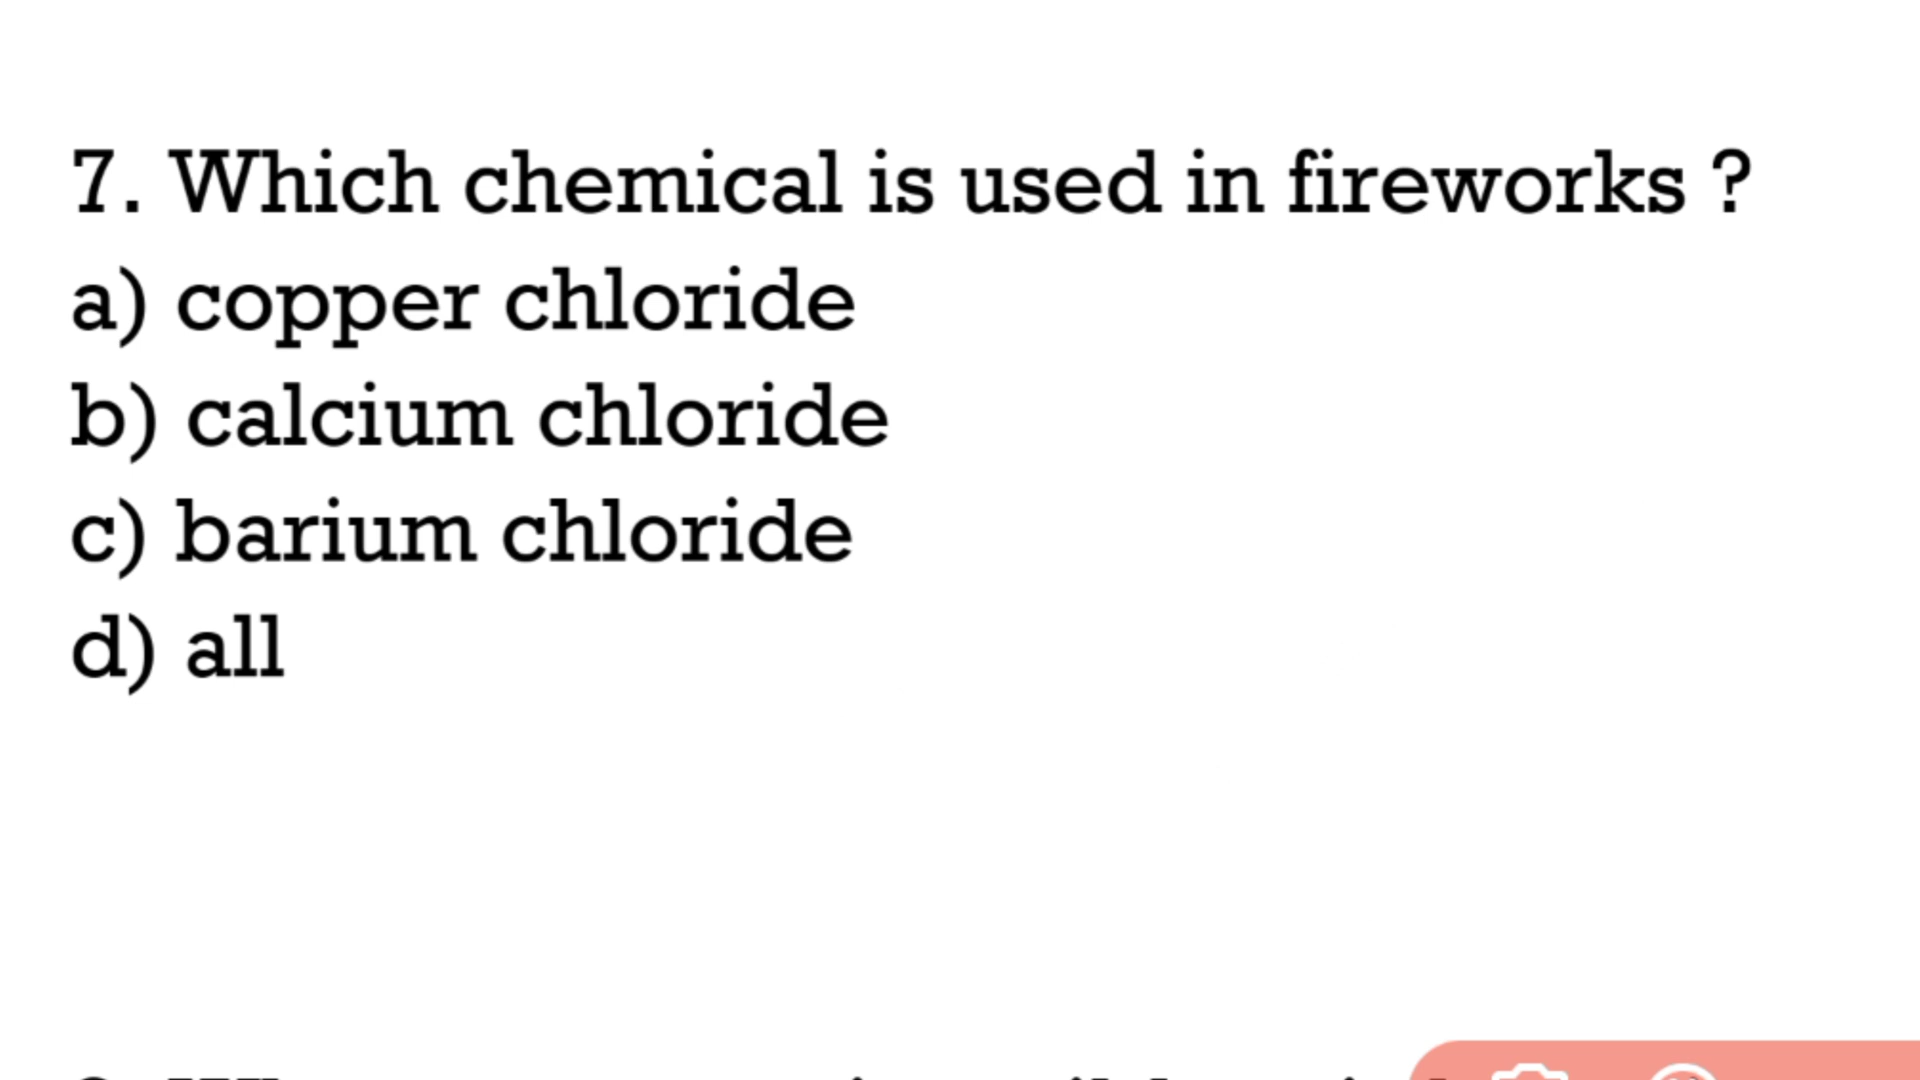 7. Which chemical is used in fireworks ?
a) copper chloride
b) calcium chloride
c) barium chloride
d) all